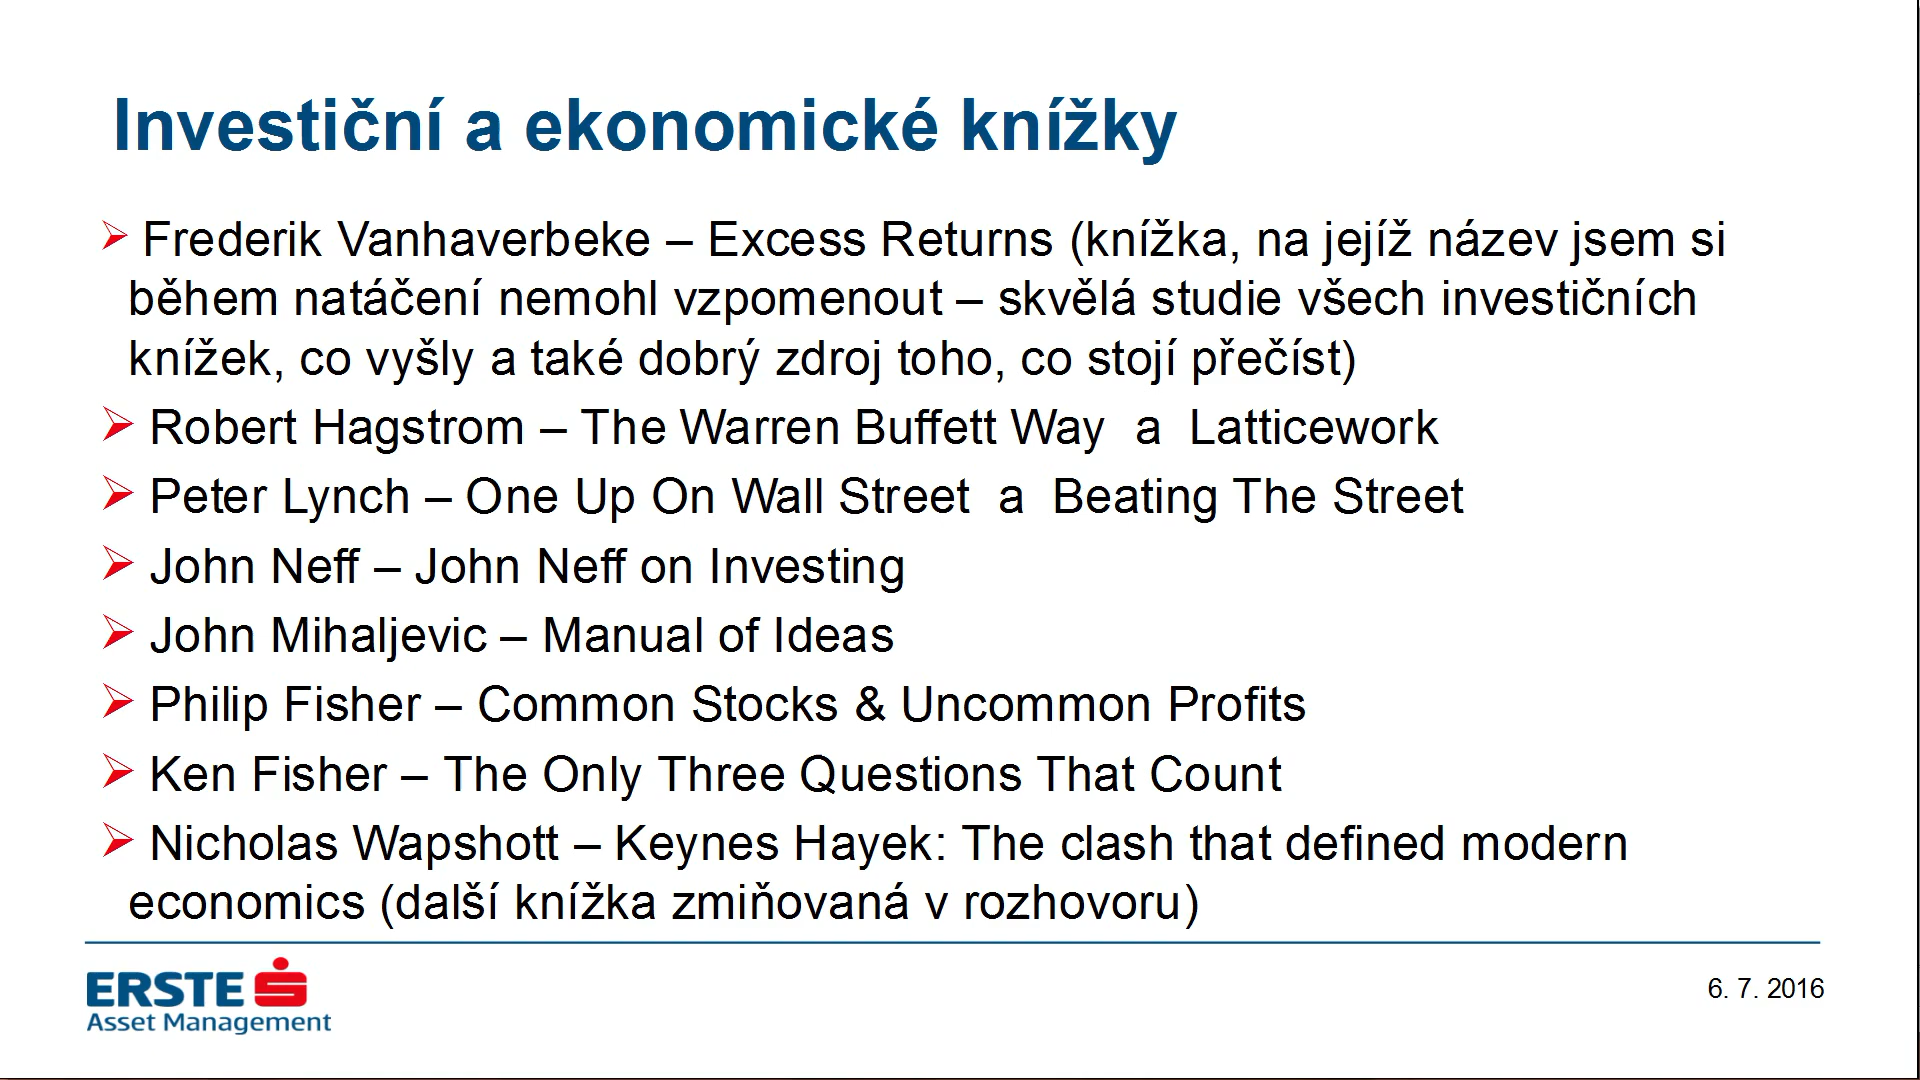 Investiční a ekonomické knížky
Frederik Vanhaverbeke – Excess Returns (knížka, na jejíž název jsem si
během natáčení nemohl vzpomenout – skvělá studie všech investičních
knížek, co vyšly a také dobrý zdroj toho, co stojí přečíst)
Robert Hagstrom – The Warren Buffett Way a Latticework
Peter Lynch – One Up On Wall Street a Beating The Street
John Neff – John Neff on Investing
John Mihaljevic – Manual of Ideas
Philip Fisher – Common Stocks & Uncommon Profits
Ken Fisher – The Only Three Questions That Count
Nicholas Wapshott – Keynes Hayek: The clash that defined modern
economics (další knížka zmiňovaná v rozhovoru)
ERSTE
Asset Management
6. 7. 2016